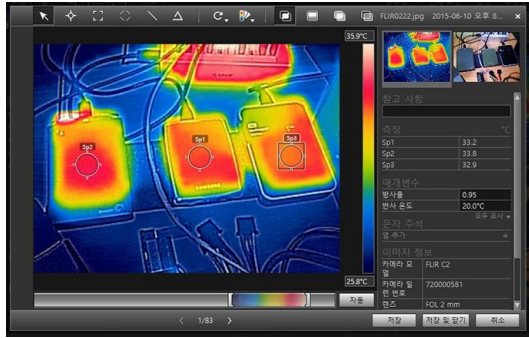 FLIR0222.jpg 2015-06-10 오후 8...
35.9°C
Sp2
Sp1
Sp3
SAMSUNG
25.8°C
자동
참고 사항
측정 °C
Sp1 33.2
Sp2 33.8
Sp3 32.9
매개변수
방사율 0.95
반사 온도 20.0°C
모두 표시
문자 주석
열 추가 +
이미지 정보
카메라 모
델 FLIR C2
카메라 일
련 번호 720000581
렌즈 FOL 2 mm
1/83
저장 저장 및 닫기 취소